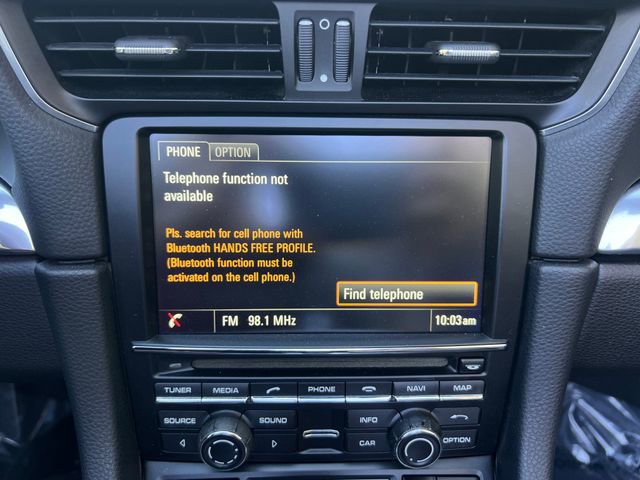 PHONE OPTION
Telephone function not
available
Pls. search for cell phone with
Bluetooth HANDS FREE PROFILE.
(Bluetooth function must be
activated on the cell phone.)
Find telephone
FM 98.1 MHz 10:03am
TUNER MEDIA PHONE NAVI MAP
SOURCE SOUND INFO
CAR OPTION